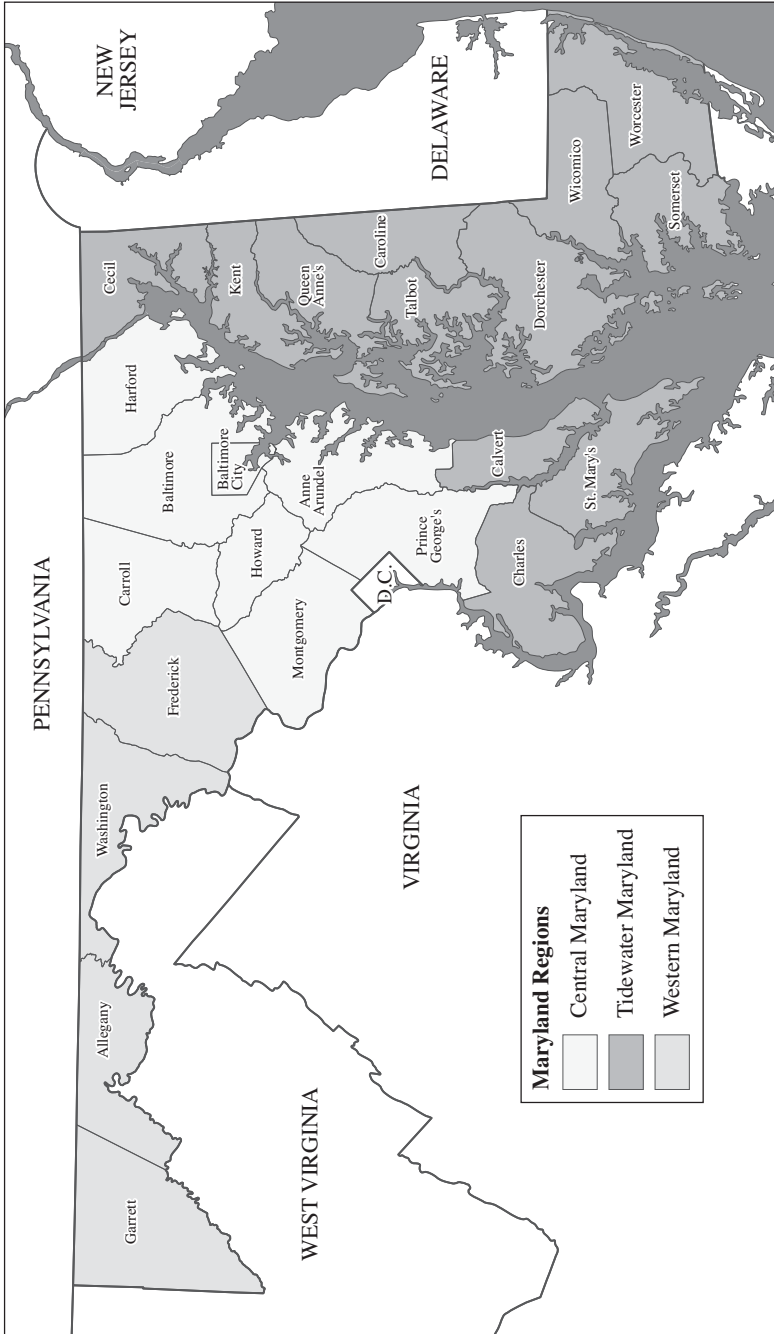 PENNSYLVANIA
NEW
JERSEY
Garrett
Allegany
Washington
Frederick
Carroll
Baltimore
Harford
Cecil
Baltimore
City
Howard
Montgomery
Anne
Arundel
Kent
Queen
Anne's
Caroline
Talbot
D.C.
Prince
George's
Calvert
Charles
St. Mary's
Dorchester
Wicomico
Worcester
Somerset
DELAWARE
WEST VIRGINIA
VIRGINIA
Maryland Regions
Central Maryland
Tidewater Maryland
Western Maryland